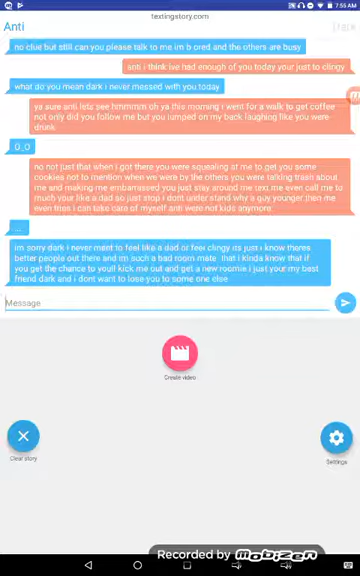 7:55 AM
textingstory.com
Anti
no clue but still can you please talk to me im b ored and the others are busy
anti i think ive had enough of you today your just to clingy
what do you mean dark i never messed with you today
ya sure anti lets see hmmmm oh ya this morning i went for a walk to get coffee
not only did you follow me but you lumped on my back laughing like you were
drunk
0_0
no not just that when i got there you were squealing at me to get you some
cookies not to mention when we were by the others you were talking trash about
me and making me embarrassed you just stay around me text me even call me to
much your like a dad so just stop i dont under stand why a guy younger then me
even tries i can take care of myself anti were not kids anymore
...
im sorry dark i never ment to feel like a dad or feel clingy its just i know theres
better people out there and im such a bad room mate that i kinda know that if
you get the chance to youll kick me out and get a new roomie i just your my best
friend dark and i dont want to lose you to some one else
Message
Create video
Clear story
Settings
Recorded by Mobizen